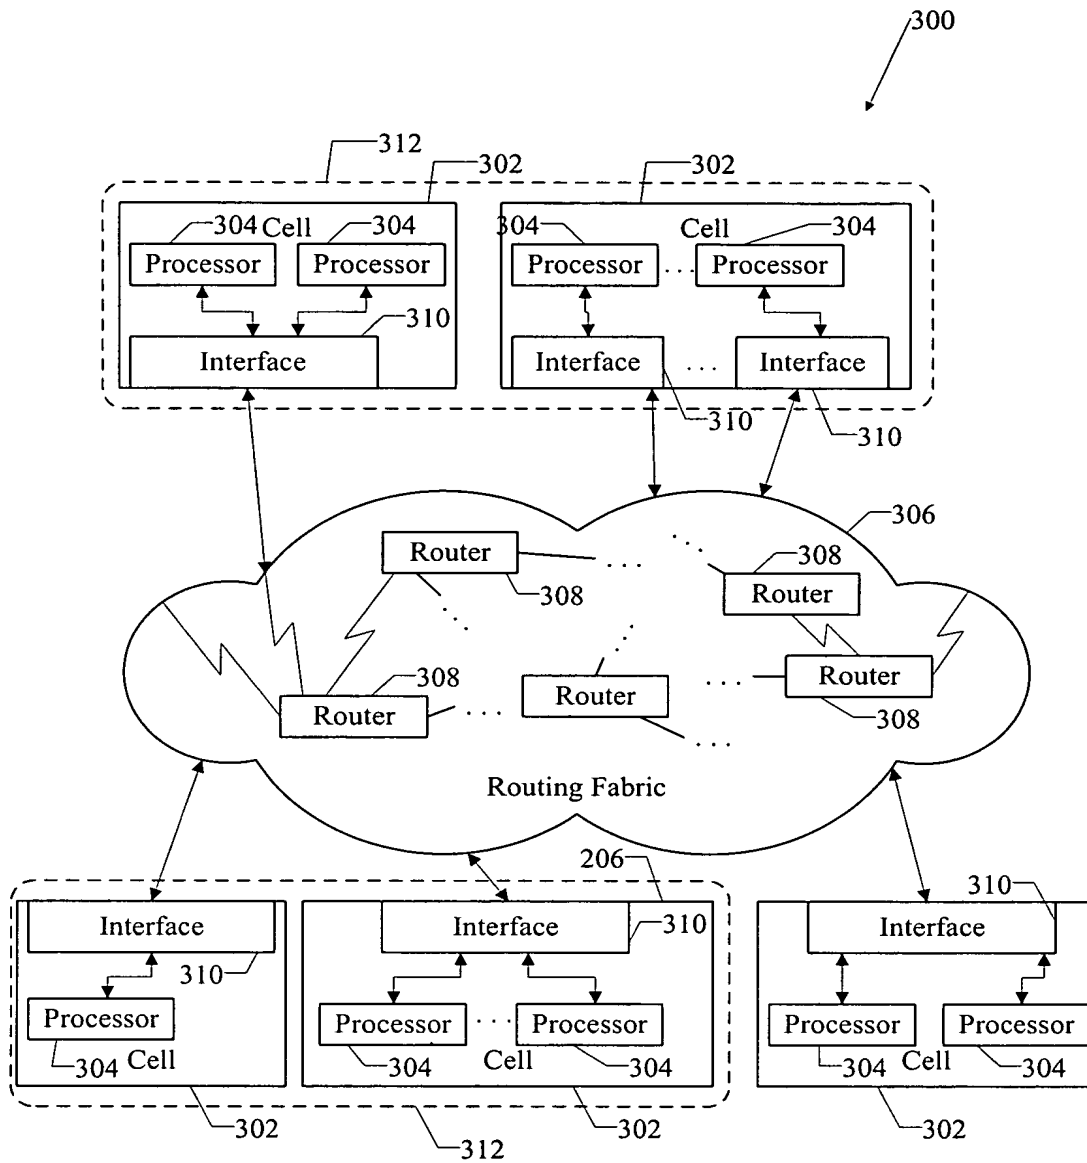 300
312
302
302
304
Cell
304
304
Cell
304
Processor
Processor
Processor
. . .
Processor
310
Interface
Interface
. . .
Interface
310
310
306
Router
. . .
. . .
308
308
Router
. . .
. . .
308
Router
. . .
Router
. . .
Router
308
. . .
Routing Fabric
206
310
Interface
Interface
310
Interface
310
Processor
Processor
. . .
Processor
Processor
Processor
304
Cell
304
Cell
304
304
Cell
304
302
312
302
302